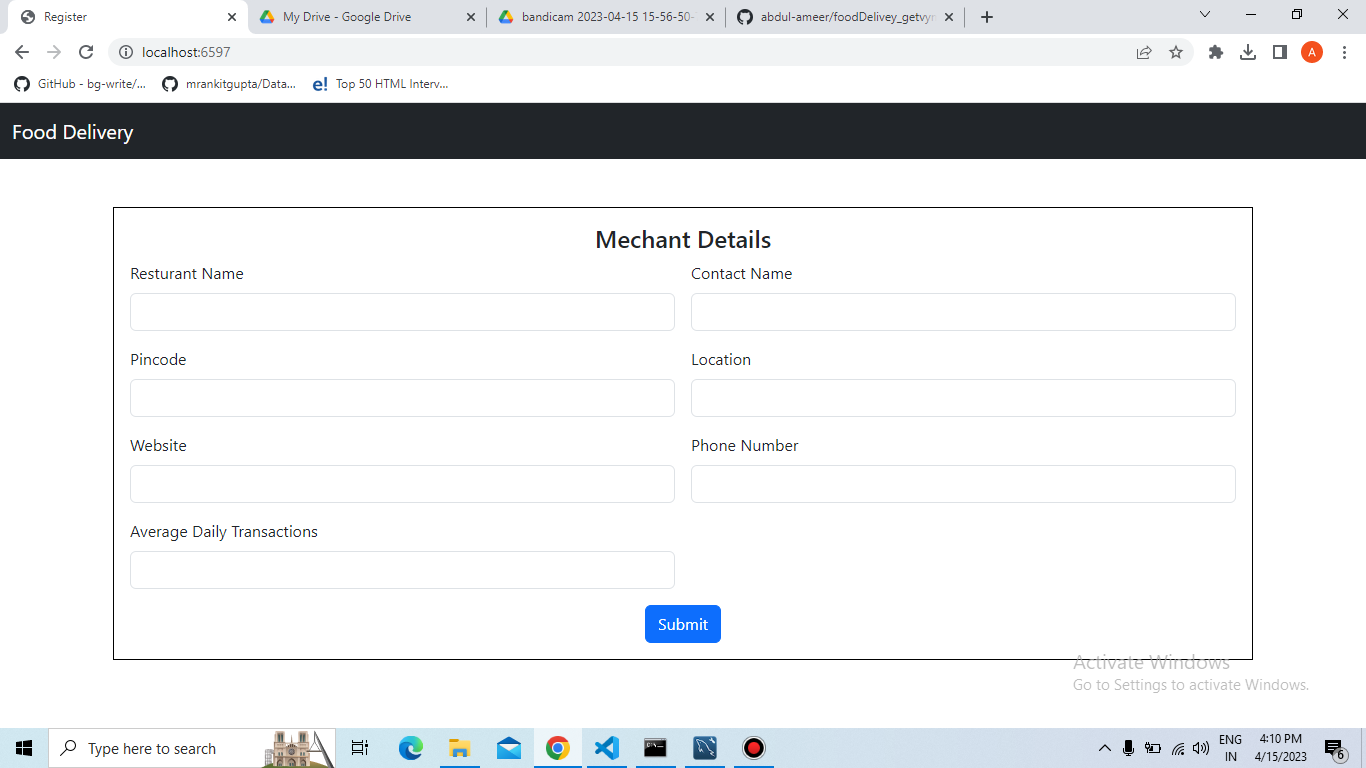 Register
My Drive - Google Drive
bandicam 2023-04-15 15-56-50-
abdul-ameer/foodDelivey_getvyr
localhost:6597
A
GitHub - bg-write/...
mrankitgupta/Data...
e!
Top 50 HTML Interv...
Food Delivery
Mechant Details
Resturant Name
Contact Name
Pincode
Location
Website
Phone Number
Average Daily Transactions
Submit
Activate Windows
Go to Settings to activate Windows.
Type here to search
ENG
IN
4:10 PM
4/15/2023
6